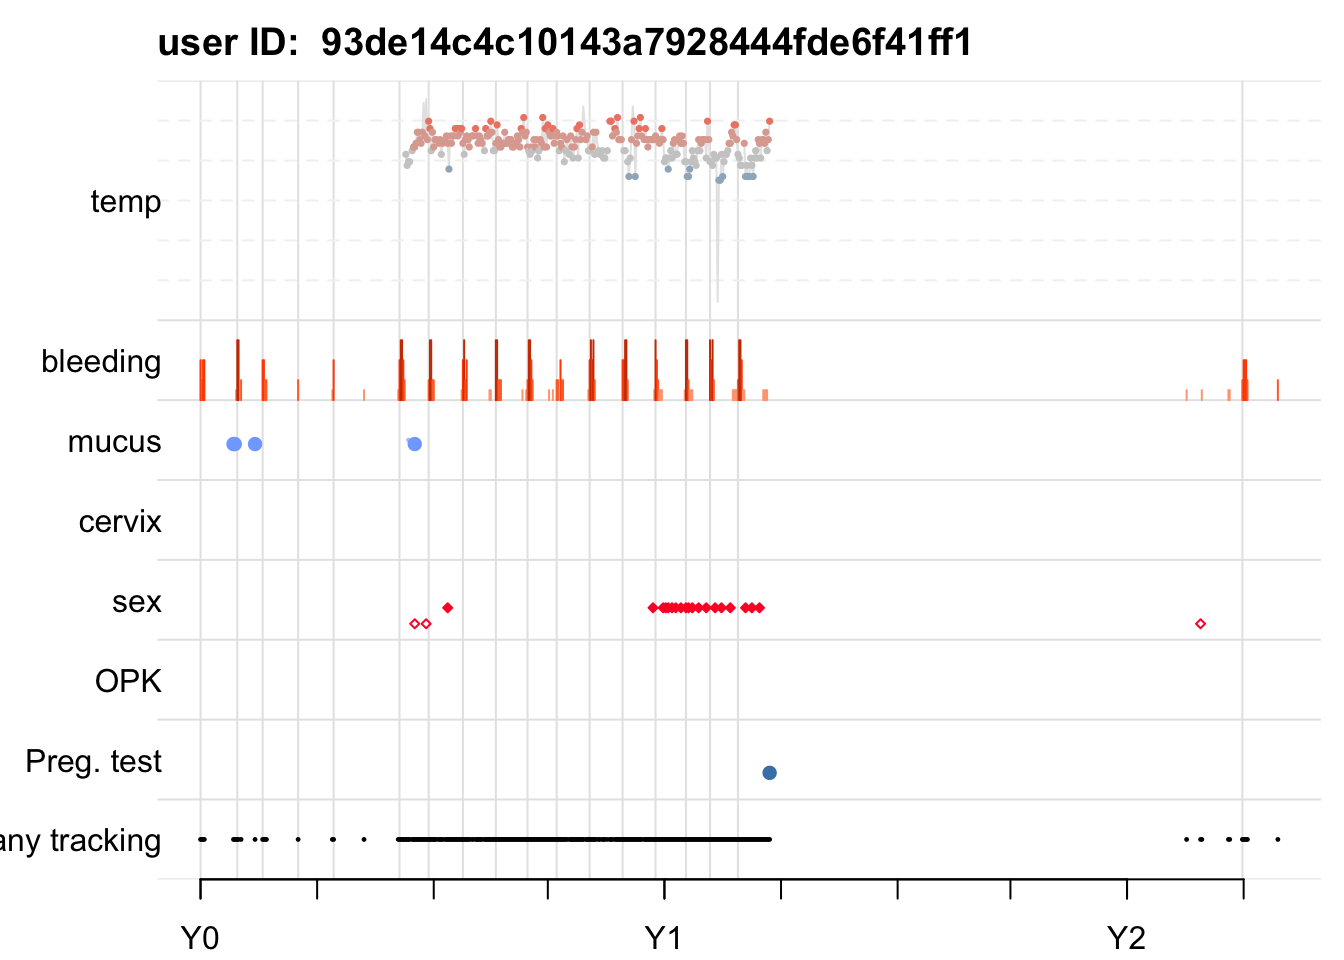 user ID:  93de14c4c10143a7928444fde6f41ff1
temp
bleeding
mucus
cervix
sex
OPK
Preg. test
any tracking
Y0 Y1 Y2